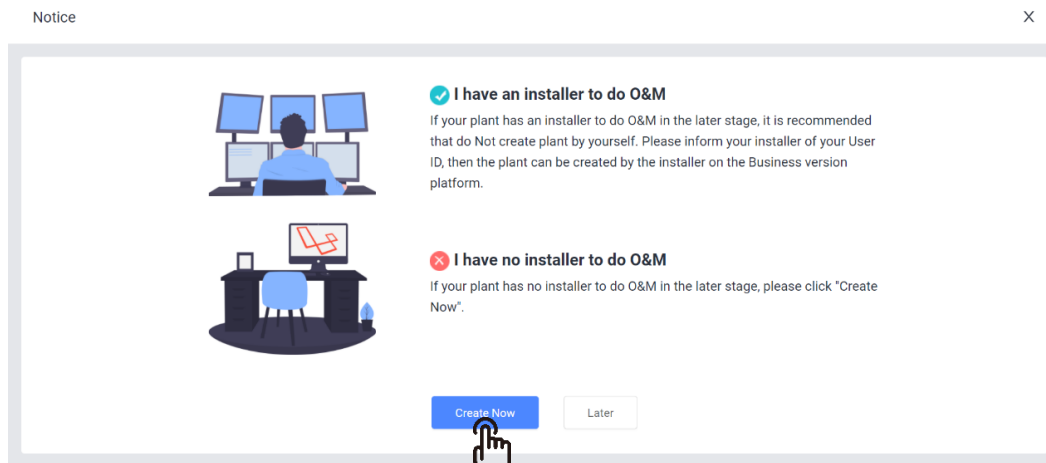 Notice
X
I have an installer to do O&M
If your plant has an installer to do O&M in the later stage, it is recommended
that do Not create plant by yourself. Please inform your installer of your User
ID, then the plant can be created by the installer on the Business version
platform.
I have no installer to do O&M
If your plant has no installer to do O&M in the later stage, please click "Create
Now".
Create Now
Later